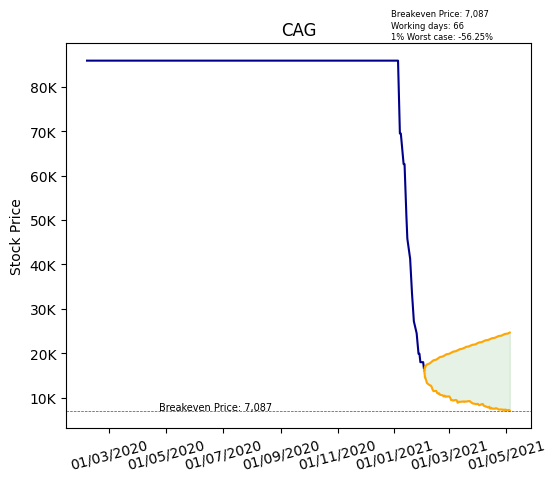 Breakeven Price: 7,087
Working days: 66
1% Worst case: -56.25%
CAG
Stock Price
80K
70K
60K
50K
40K
30K
20K
10K
Breakeven Price: 7,087
01/03/2020
01/05/2020
01/07/2020
01/09/2020
01/11/2020
01/01/2021
01/03/2021
01/05/2021